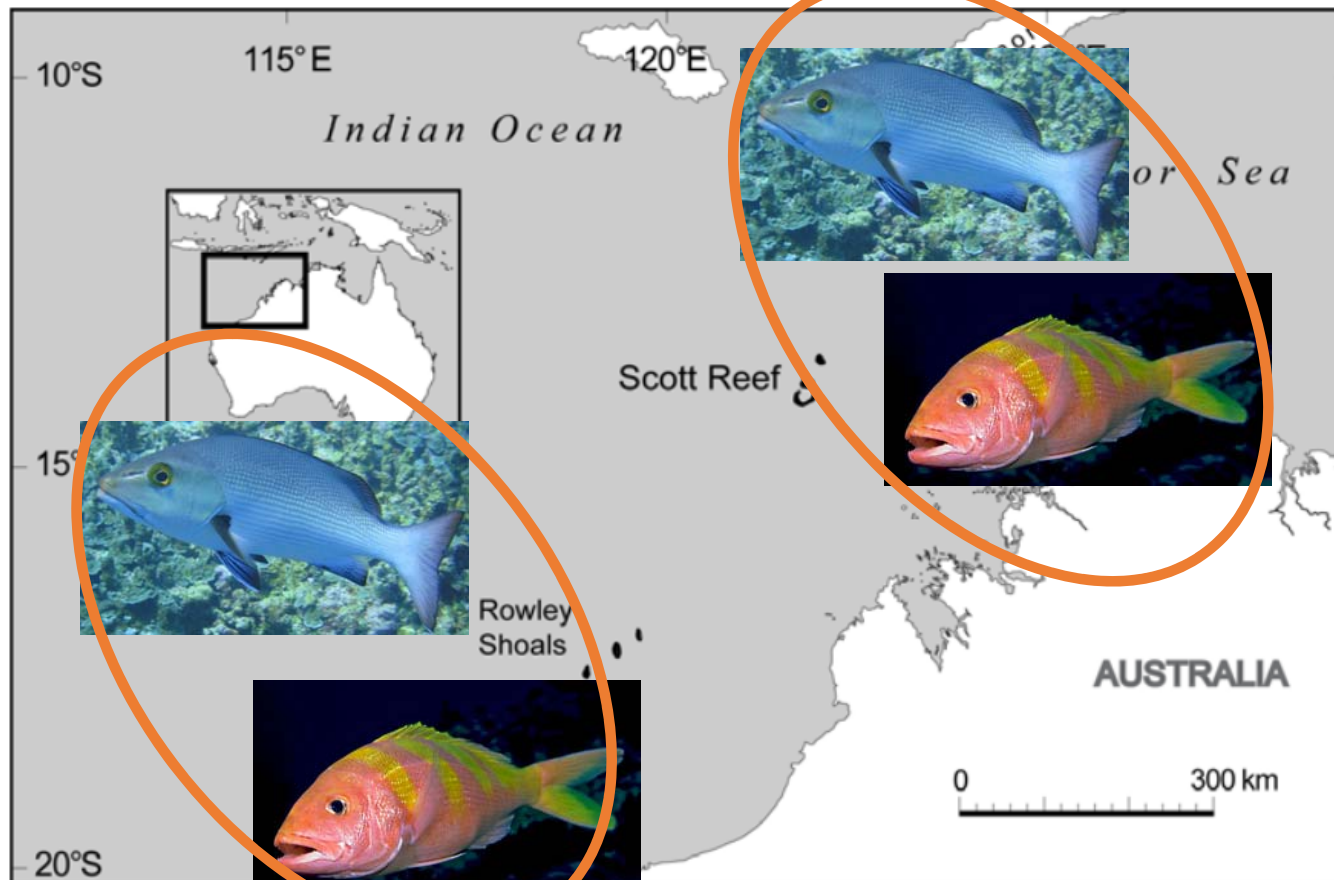 115°E
120°E
10°S
Indian Ocean
or Sea
Scott Reef
15°
Rowley
Shoals
AUSTRALIA
0 300 km
20°S